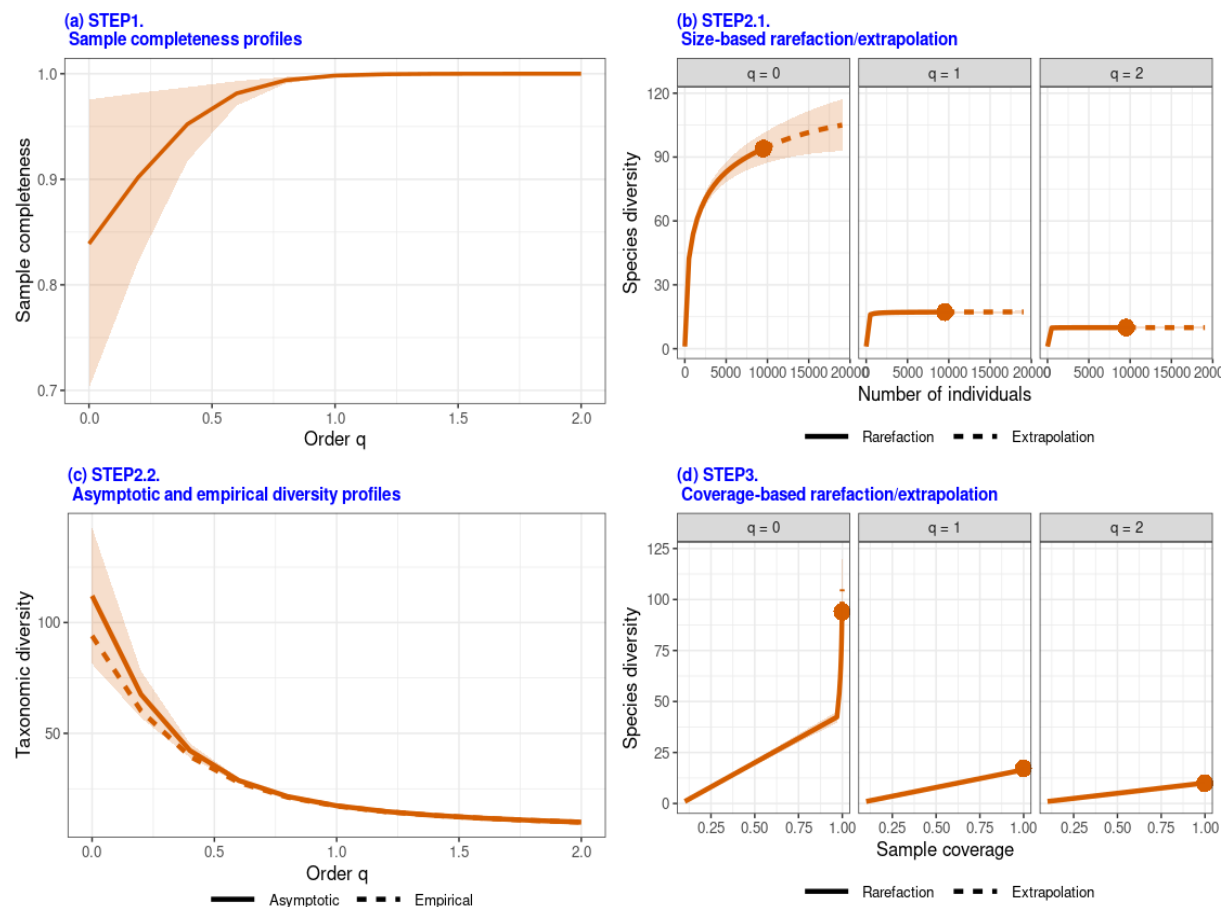 (a) STEP1.
Sample completeness profiles
1.0
0.9
0.8
0.7
Sample completeness
0.0 0.5 1.0 1.5 2.0
Order q
(b) STEP2.1.
Size-based rarefaction/extrapolation
q = 0 q = 1 q = 2
120
90
60
30
0
Species diversity
0 5000 10000 15000 20000 0 5000 10000 15000 20000 0 5000 10000 15000 20000
Number of individuals
Rarefaction Extrapolation
(c) STEP2.2.
Asymptotic and empirical diversity profiles
100
50
Taxonomic diversity
0.0 0.5 1.0 1.5 2.0
Order q
Asymptotic Empirical
(d) STEP3.
Coverage-based rarefaction/extrapolation
q = 0 q = 1 q = 2
125
100
75
50
25
0
Species diversity
0.25 0.50 0.75 1.00 0.25 0.50 0.75 1.00 0.25 0.50 0.75 1.00
Sample coverage
Rarefaction Extrapolation